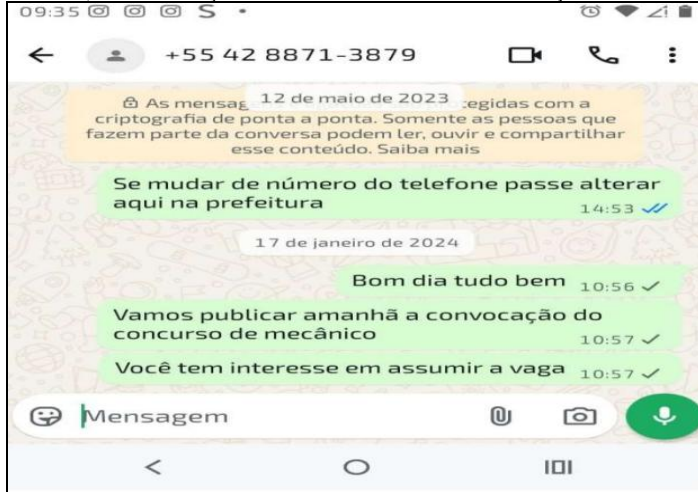 09:35
+55 42 8871-3879
12 de maio de 2023
As mensag egidas com a
criptografia de ponta a ponta. Somente as pessoas que
fazem parte da conversa podem ler, ouvir e compartilhar
esse conteúdo. Saiba mais
Se mudar de número do telefone passe alterar
aqui na prefeitura
14:53
17 de janeiro de 2024
Bom dia tudo bem 10:56
Vamos publicar amanhã a convocação do
concurso de mecânico
10:57
Você tem interesse em assumir a vaga 10:57
Mensagem